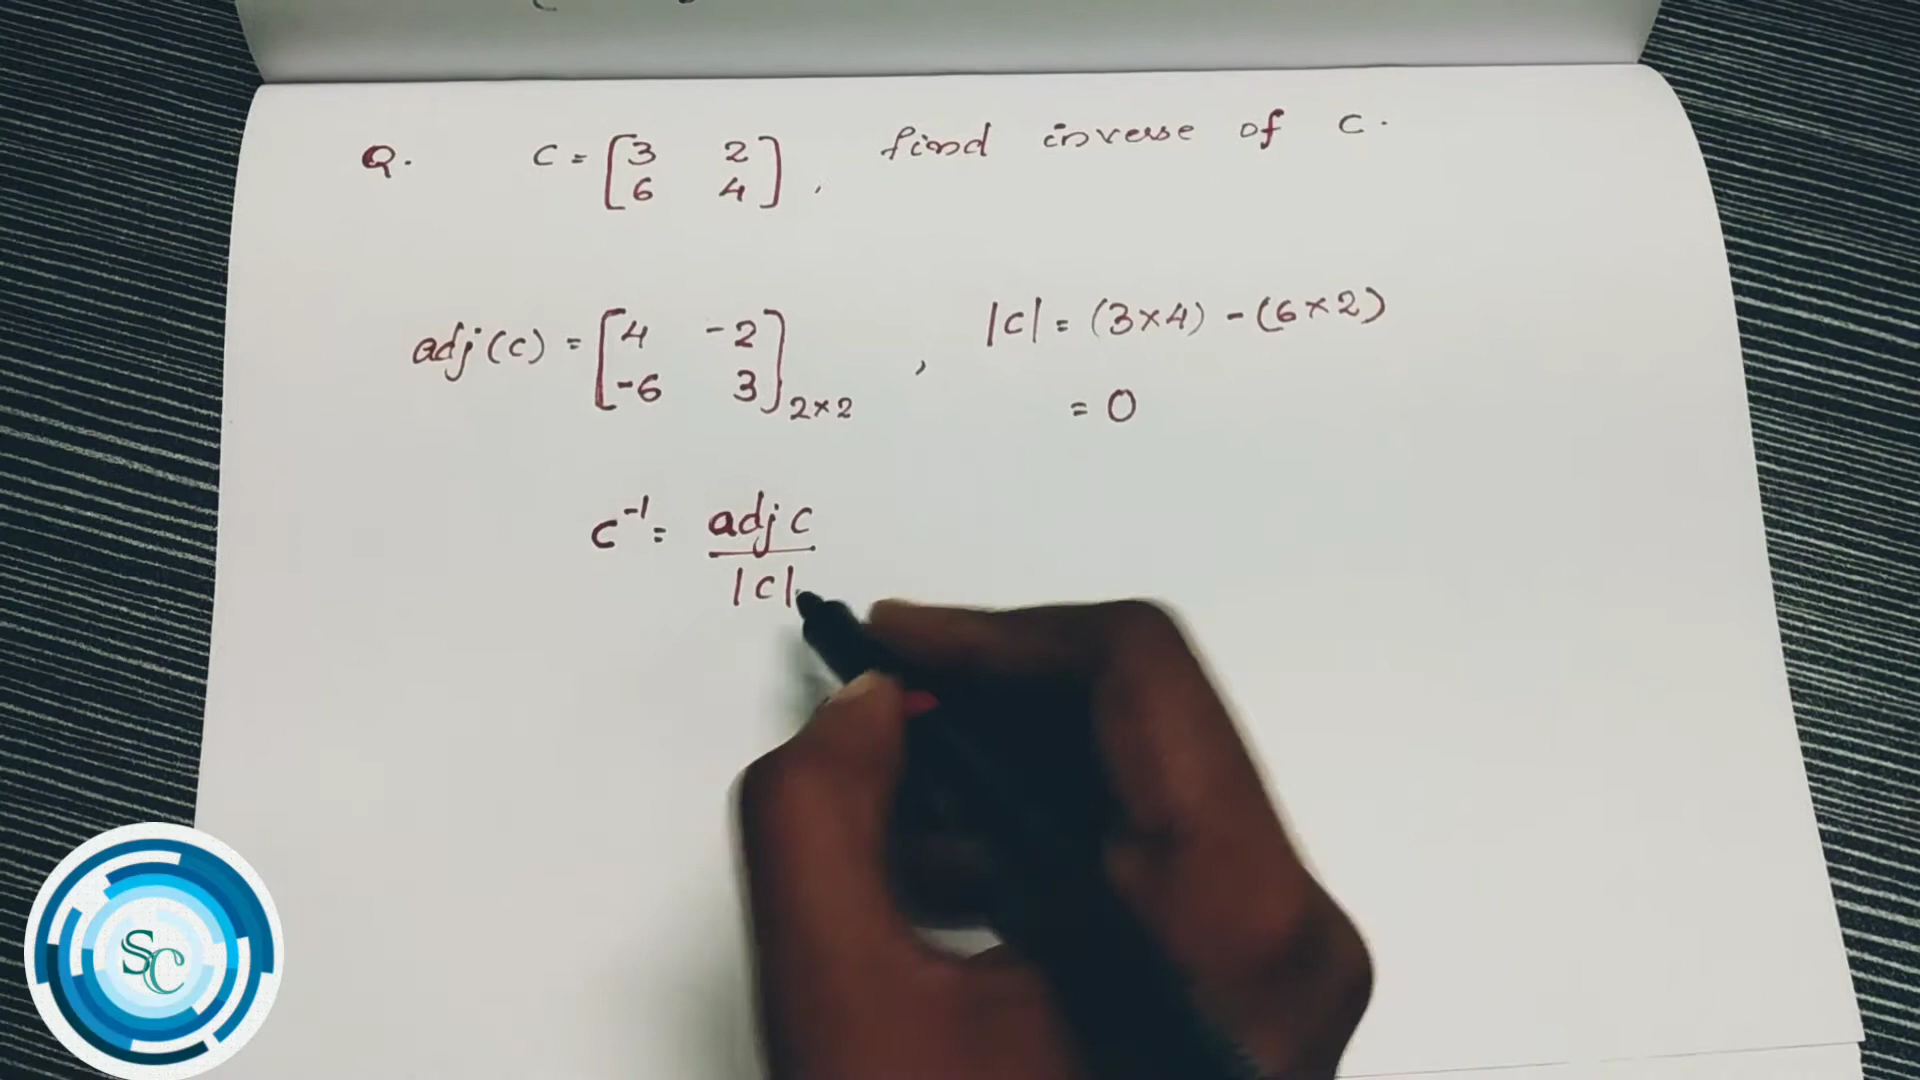 Q. C = [3 2
6 4], find inverse of C.
adj(C) = [4 -2
-6 3]2×2 , |C| = (3×4) - (6×2)
= 0
C⁻¹ = adj C
|C|
SC